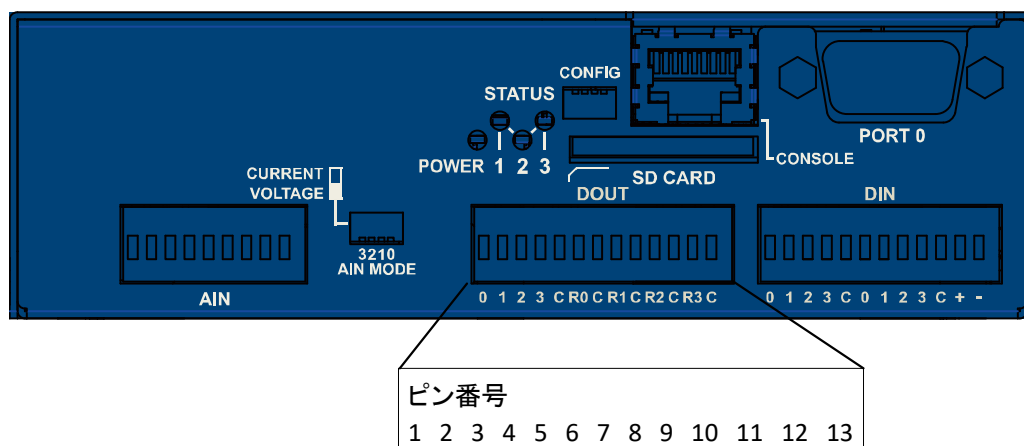 CONFIG
STATUS
PORT 0
POWER 1 2 3
CONSOLE
CURRENT
VOLTAGE
SD CARD
DOUT
DIN
3210
AIN MODE
AIN
0 1 2 3 C R0 C R1 C R2 C R3 C
0 1 2 3 C 0 1 2 3 C + -
ピン番号
1 2 3 4 5 6 7 8 9 10 11 12 13